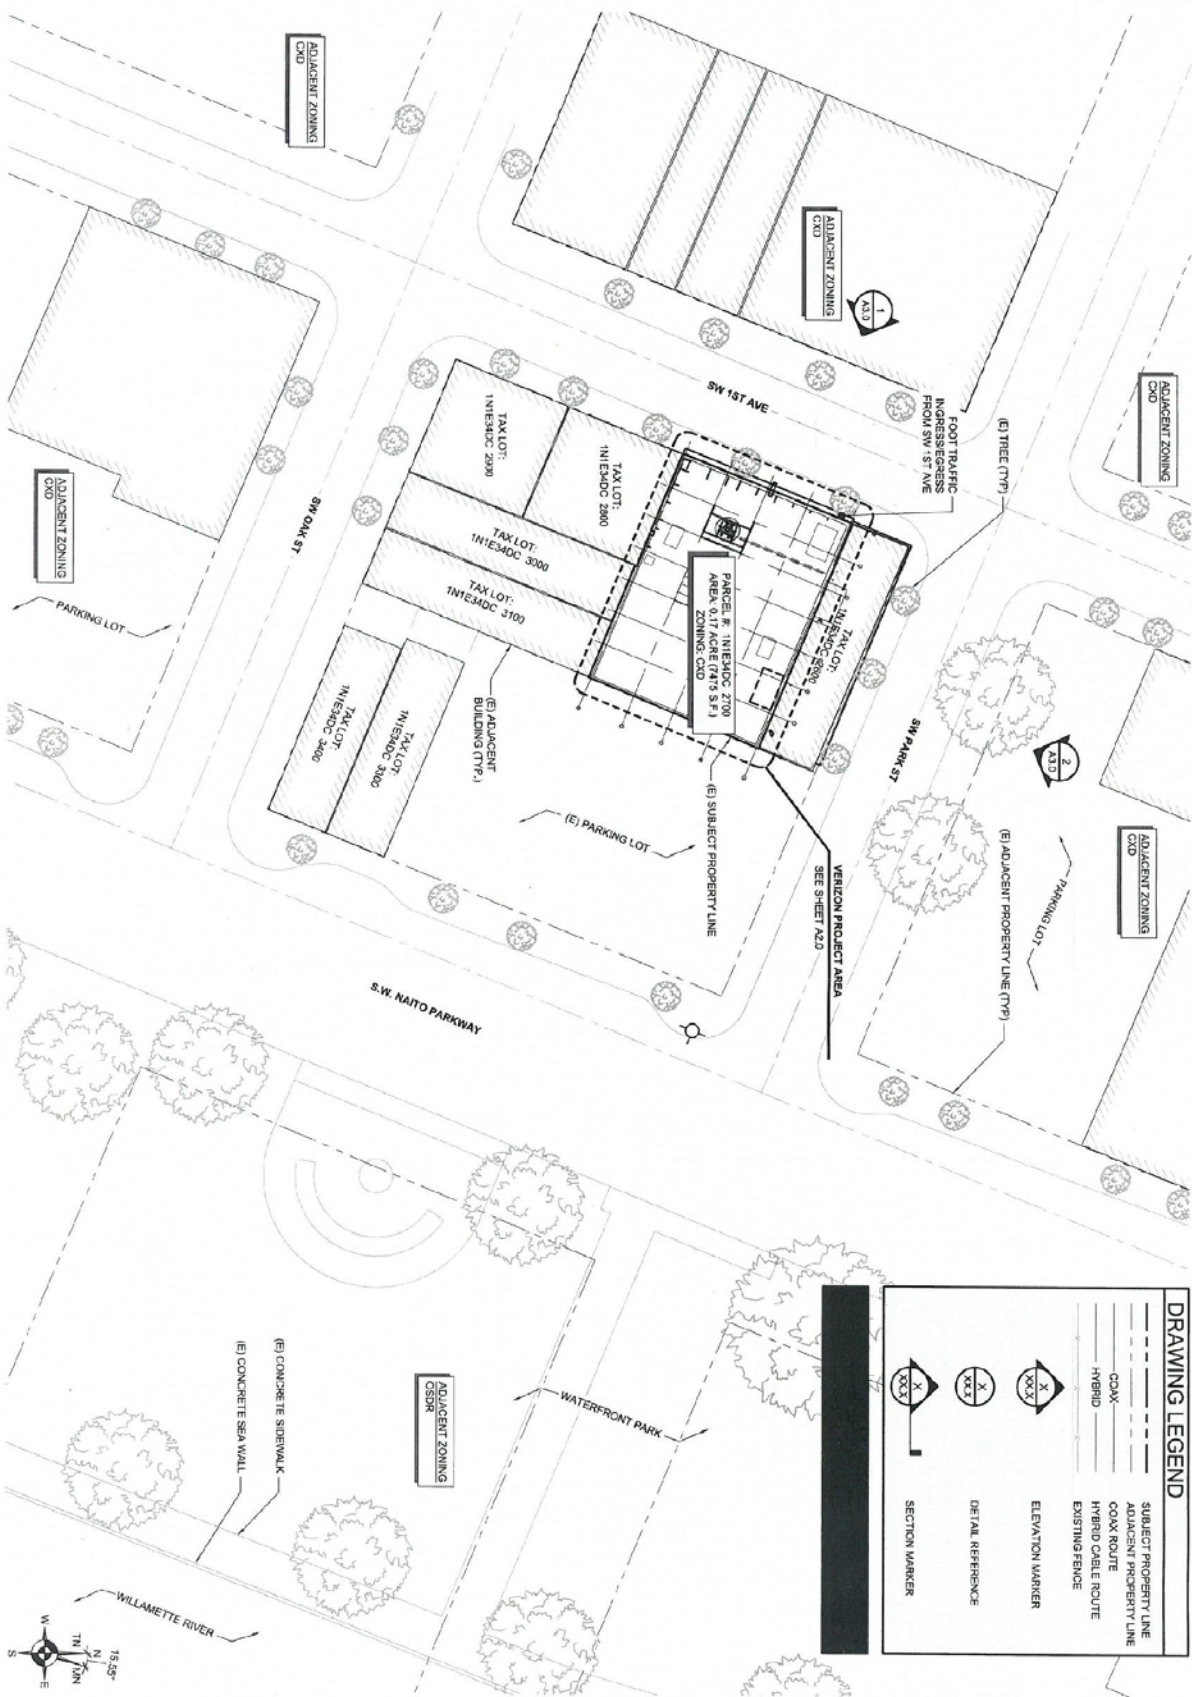 DRAWING LEGEND
SUBJECT PROPERTY LINE
ADJACENT PROPERTY LINE
COAX
COAX ROUTE
HYBRID
HYBRID CABLE ROUTE
EXISTING FENCE
X
XX.X
ELEVATION MARKER
X
XX.X
DETAIL REFERENCE
X
XX.X
SECTION MARKER
ADJACENT ZONING
CXD
ADJACENT ZONING
CXD
1
A3.0
ADJACENT ZONING
CXD
SW 1ST AVE
FOOT TRAFFIC
INGRESS/EGRESS
FROM SW 1ST AVE
(E) TREE (TYP)
TAX LOT:
1N1E34DC 2900
TAX LOT:
1N1E34DC 2800
TAX LOT:
1N1E34DC 3000
TAX LOT:
1N1E34DC 3100
PARCEL #: 1N1E34DC 2700
AREA: 0.17 ACRE (7475 S.F.)
ZONING: CXD
TAX LOT:
1N1E34DC 2600
SW OAK ST
SW PARK ST
ADJACENT ZONING
CXD
PARKING LOT
TAX LOT:
1N1E34DC 3400
TAX LOT:
1N1E34DC 3300
(E) ADJACENT
BUILDING (TYP.)
(E) PARKING LOT
(E) SUBJECT PROPERTY LINE
VERIZON PROJECT AREA
SEE SHEET A2.0
2
A3.0
(E) ADJACENT PROPERTY LINE (TYP)
PARKING LOT
ADJACENT ZONING
CXD
S.W. NAITO PARKWAY
WATERFRONT PARK
ADJACENT ZONING
OSDR
(E) CONCRETE SIDEWALK
(E) CONCRETE SEA WALL
WILLAMETTE RIVER
15.55°
TN
N
MN
W
E
S